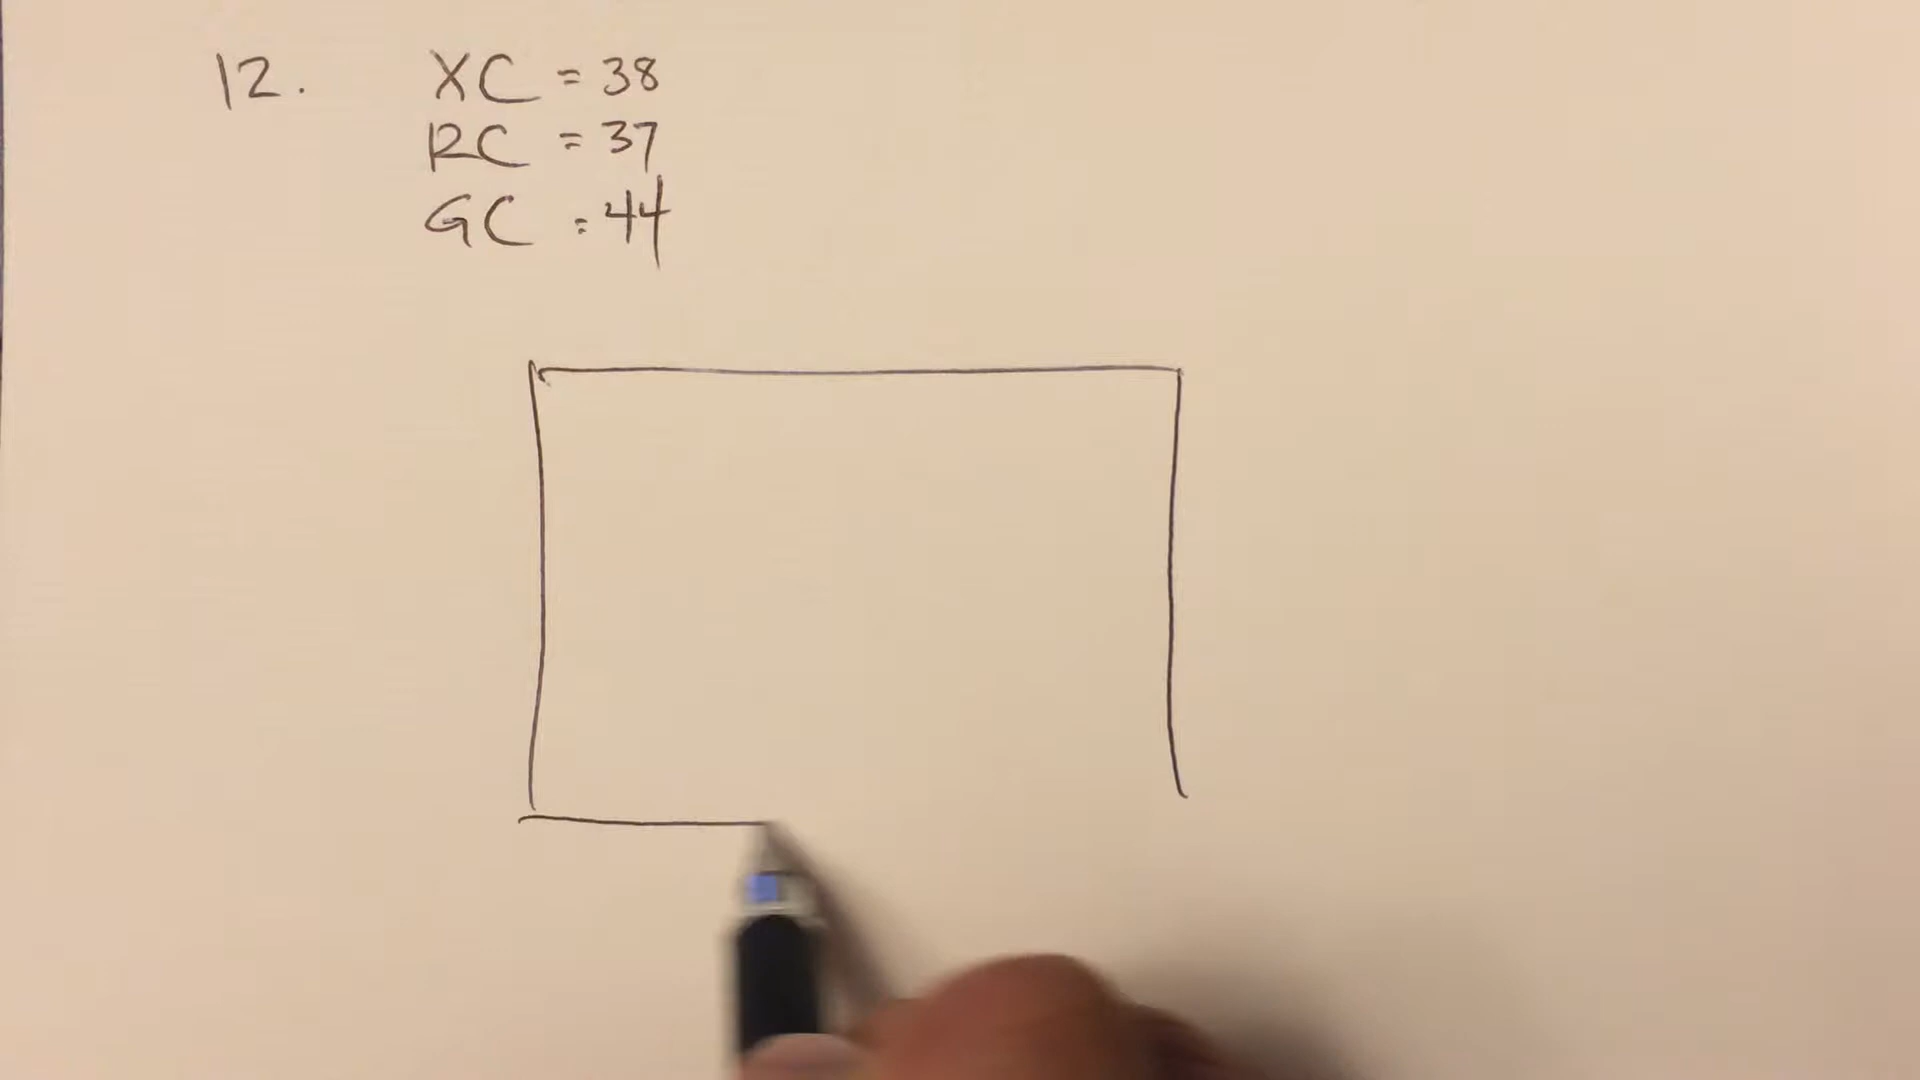 12. XC = 38
RC = 37
GC = 44